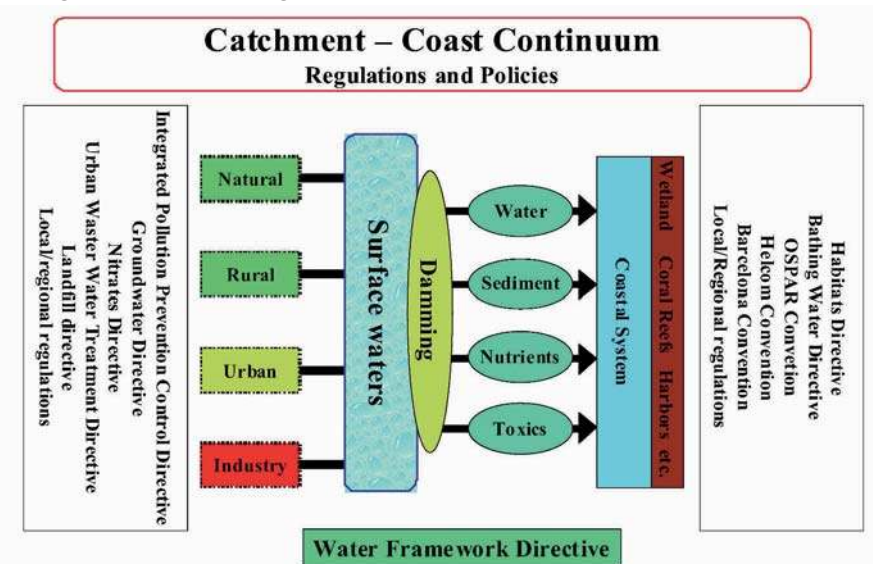 Catchment – Coast Continuum
Regulations and Policies
Integrated Pollution Prevention Control Directive
Groundwater Directive
Nitrates Directive
Urban Waster Water Treatment Directive
Landfill directive
Local/regional regulations
Natural
Rural
Urban
Industry
Surface waters
Damming
Water
Sediment
Nutrients
Toxics
Coastal System
Wetland Coral Reefs Harbors etc.
Habitats Directive
Bathing Water Directive
OSPAR Convetion
Helcom Convention
Barcelona Convention
Local/Regional regulations
Water Framework Directive